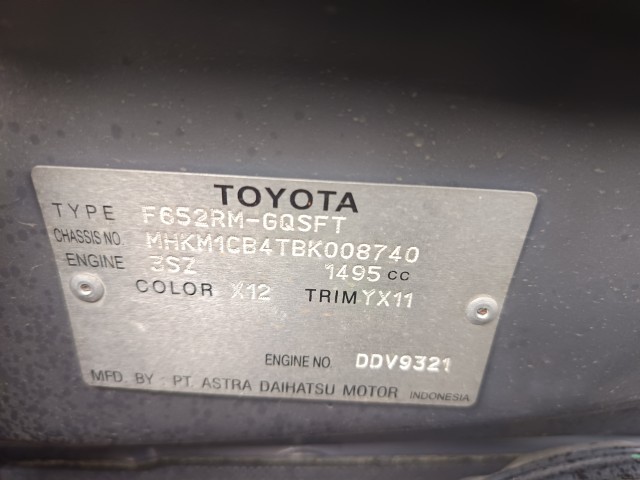 TOYOTA
TYPE F652RM-GQSFT
CHASSIS NO. MHKM1CB4TBK008740
ENGINE 3SZ 1495 CC
COLOR X12 TRIM YX11
ENGINE NO. DDV9321
MFD. BY : PT. ASTRA DAIHATSU MOTOR INDONESIA